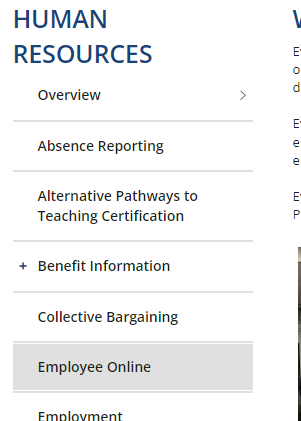 HUMAN
RESOURCES
Overview
Absence Reporting
Alternative Pathways to
Teaching Certification
+ Benefit Information
Collective Bargaining
Employee Online
Employment